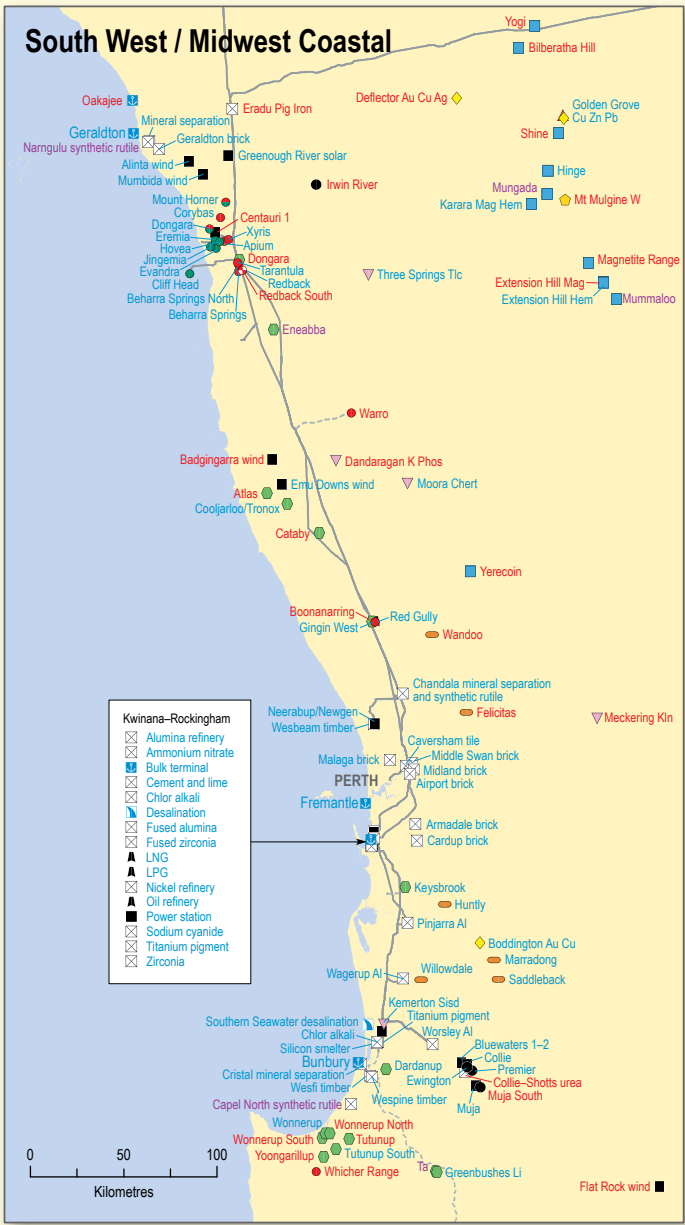 South West / Midwest Coastal
Yogi
Bilberatha Hill
Oakajee
Eradu Pig Iron
Deflector Au Cu Ag
Golden Grove
Cu Zn Pb
Shine
Geraldton
Mineral separation
Narngulu synthetic rutile
Geraldton brick
Alinta wind
Greenough River solar
Mumbida wind
Irwin River
Hinge
Mungada
Karara Mag Hem
Mt Mulgine W
Mount Horner
Corybas
Centauri 1
Dongara
Xyris
Eremia
Apium
Hovea
Jingemia
Dongara
Evandra
Tarantula
Cliff Head
Redback
Beharra Springs North
Redback South
Beharra Springs
Three Springs Tlc
Magnetite Range
Extension Hill Mag
Extension Hill Hem
Mummaloo
Eneabba
Warro
Badgingarra wind
Dandaragan K Phos
Emu Downs wind
Moora Chert
Atlas
Cooljarloo/Tronox
Cataby
Yerecoin
Boonanarring
Red Gully
Gingin West
Wandoo
Chandala mineral separation
and synthetic rutile
Neerabup/Newgen
Wesbeam timber
Felicitas
Meckering Kln
Caversham tile
Malaga brick
Middle Swan brick
Midland brick
PERTH
Airport brick
Fremantle
Armadale brick
Cardup brick
Kwinana–Rockingham
Alumina refinery
Ammonium nitrate
Bulk terminal
Cement and lime
Chlor alkali
Desalination
Fused alumina
Fused zirconia
LNG
LPG
Nickel refinery
Oil refinery
Power station
Sodium cyanide
Titanium pigment
Zirconia
Keysbrook
Huntly
Pinjarra Al
Boddington Au Cu
Marradong
Wagerup Al
Willowdale
Saddleback
Kemerton Sisd
Southern Seawater desalination
Titanium pigment
Chlor alkali
Worsley Al
Silicon smelter
Bluewaters 1–2
Bunbury
Collie
Cristal mineral separation
Dardanup
Premier
Wesfi timber
Ewington
Collie–Shotts urea
Wespine timber
Muja South
Capel North synthetic rutile
Muja
Wonnerup
Wonnerup North
Wonnerup South
Tutunup
Yoongarillup
Tutunup South
Whicher Range
Ta
Greenbushes Li
Flat Rock wind
0
50
100
Kilometres